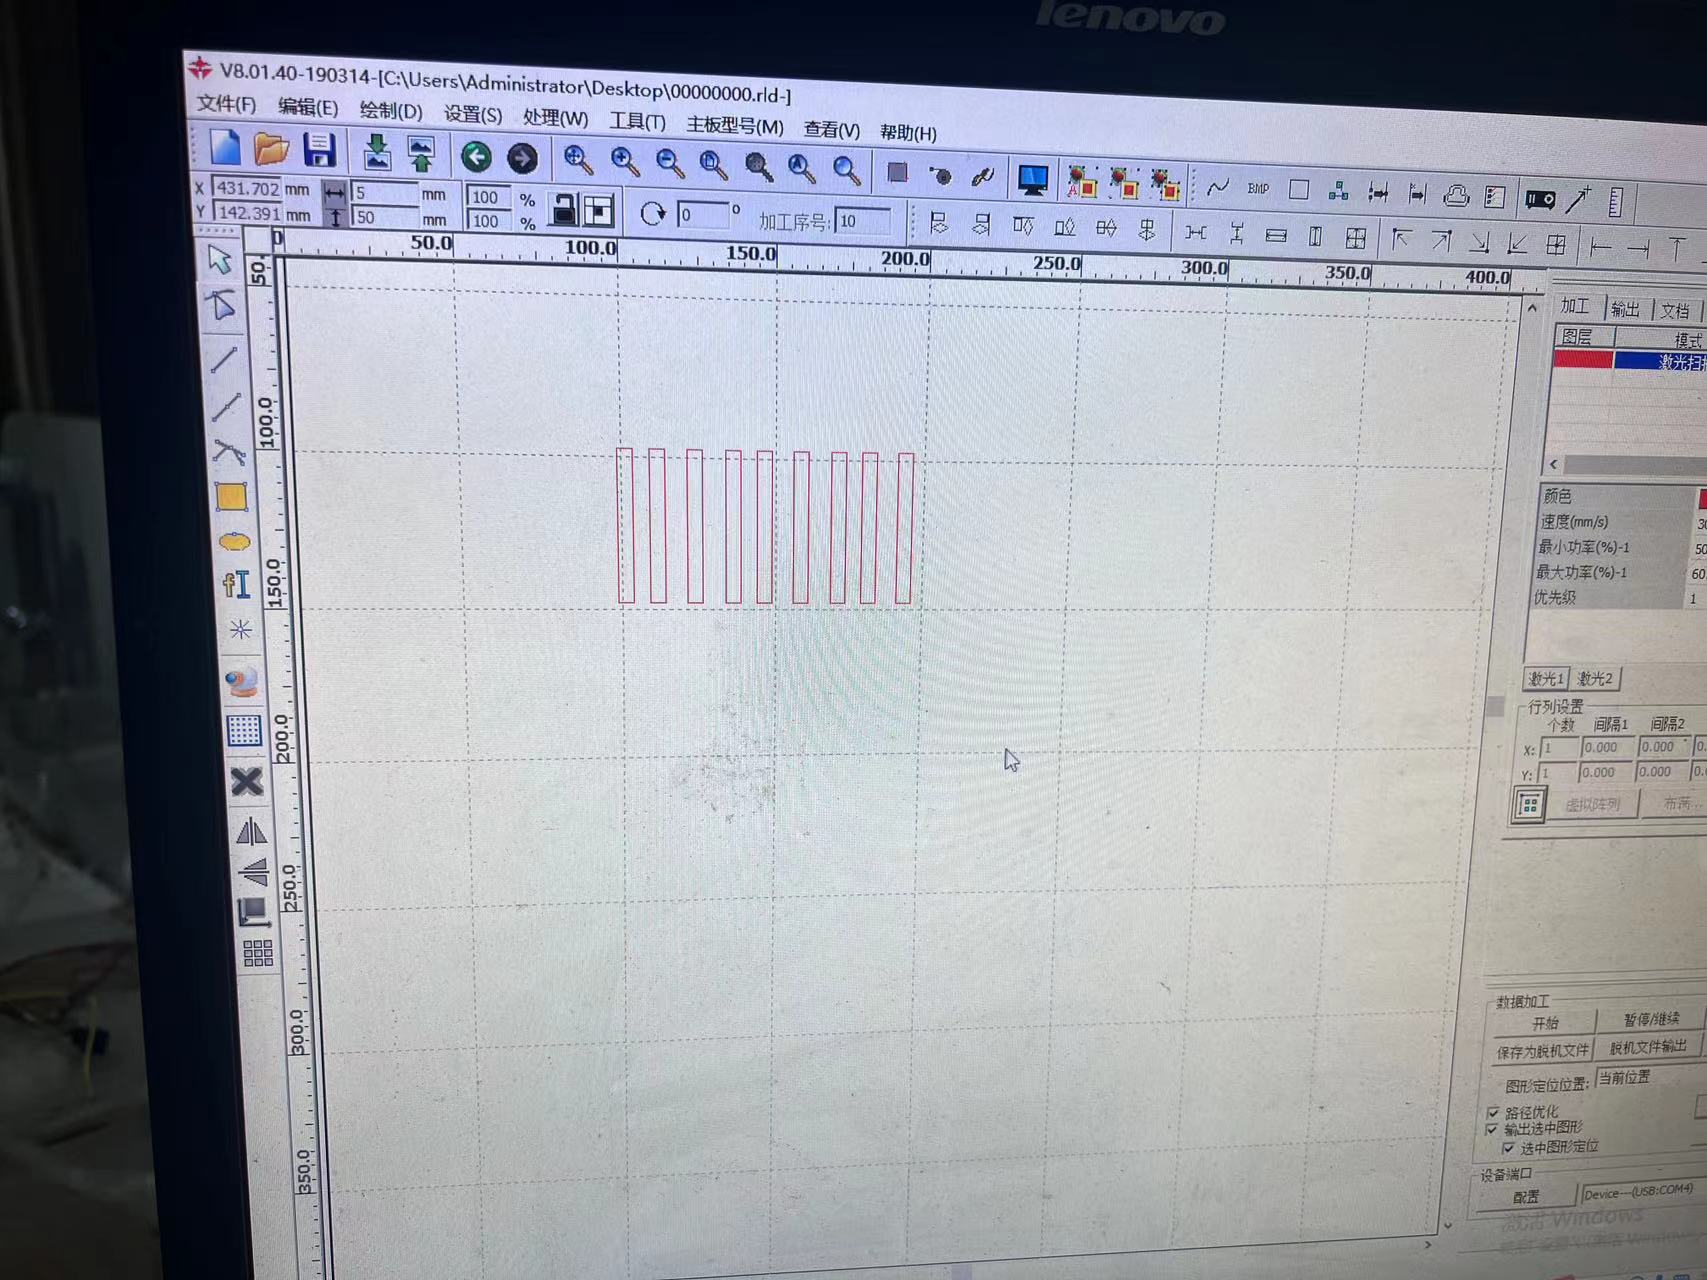 lenovo
V8.01.40-190314-[C:\Users\Administrator\Desktop\00000000.rld-]
文件(F) 编辑(E) 绘制(D) 设置(S) 处理(W) 工具(T) 主板型号(M) 查看(V) 帮助(H)
BMP
X 431.702 mm 5 mm 100 %
Y 142.391 mm 50 mm 100 %
0 ° 加工序号: 10
0 50.0 100.0 150.0 200.0 250.0 300.0 350.0 400.0
50.
100.0
150.0
200.0
250.0
300.0
350.0
加工 输出 文档
图层 模式
激光扫
颜色
速度(mm/s) 30
最小功率(%)-1 50
最大功率(%)-1 60
优先级 1
激光1 激光2
行列设置
个数 间隔1 间隔2
X: 1 0.000 0.000 0.
Y: 1 0.000 0.000 0.
虚拟阵列 布满...
数据加工
开始 暂停/继续
保存为脱机文件 脱机文件输出
图形定位位置: 当前位置
路径优化
输出选中图形
选中图形定位
设备端口
配置 Device---(USB:COM4)
激活 Windows